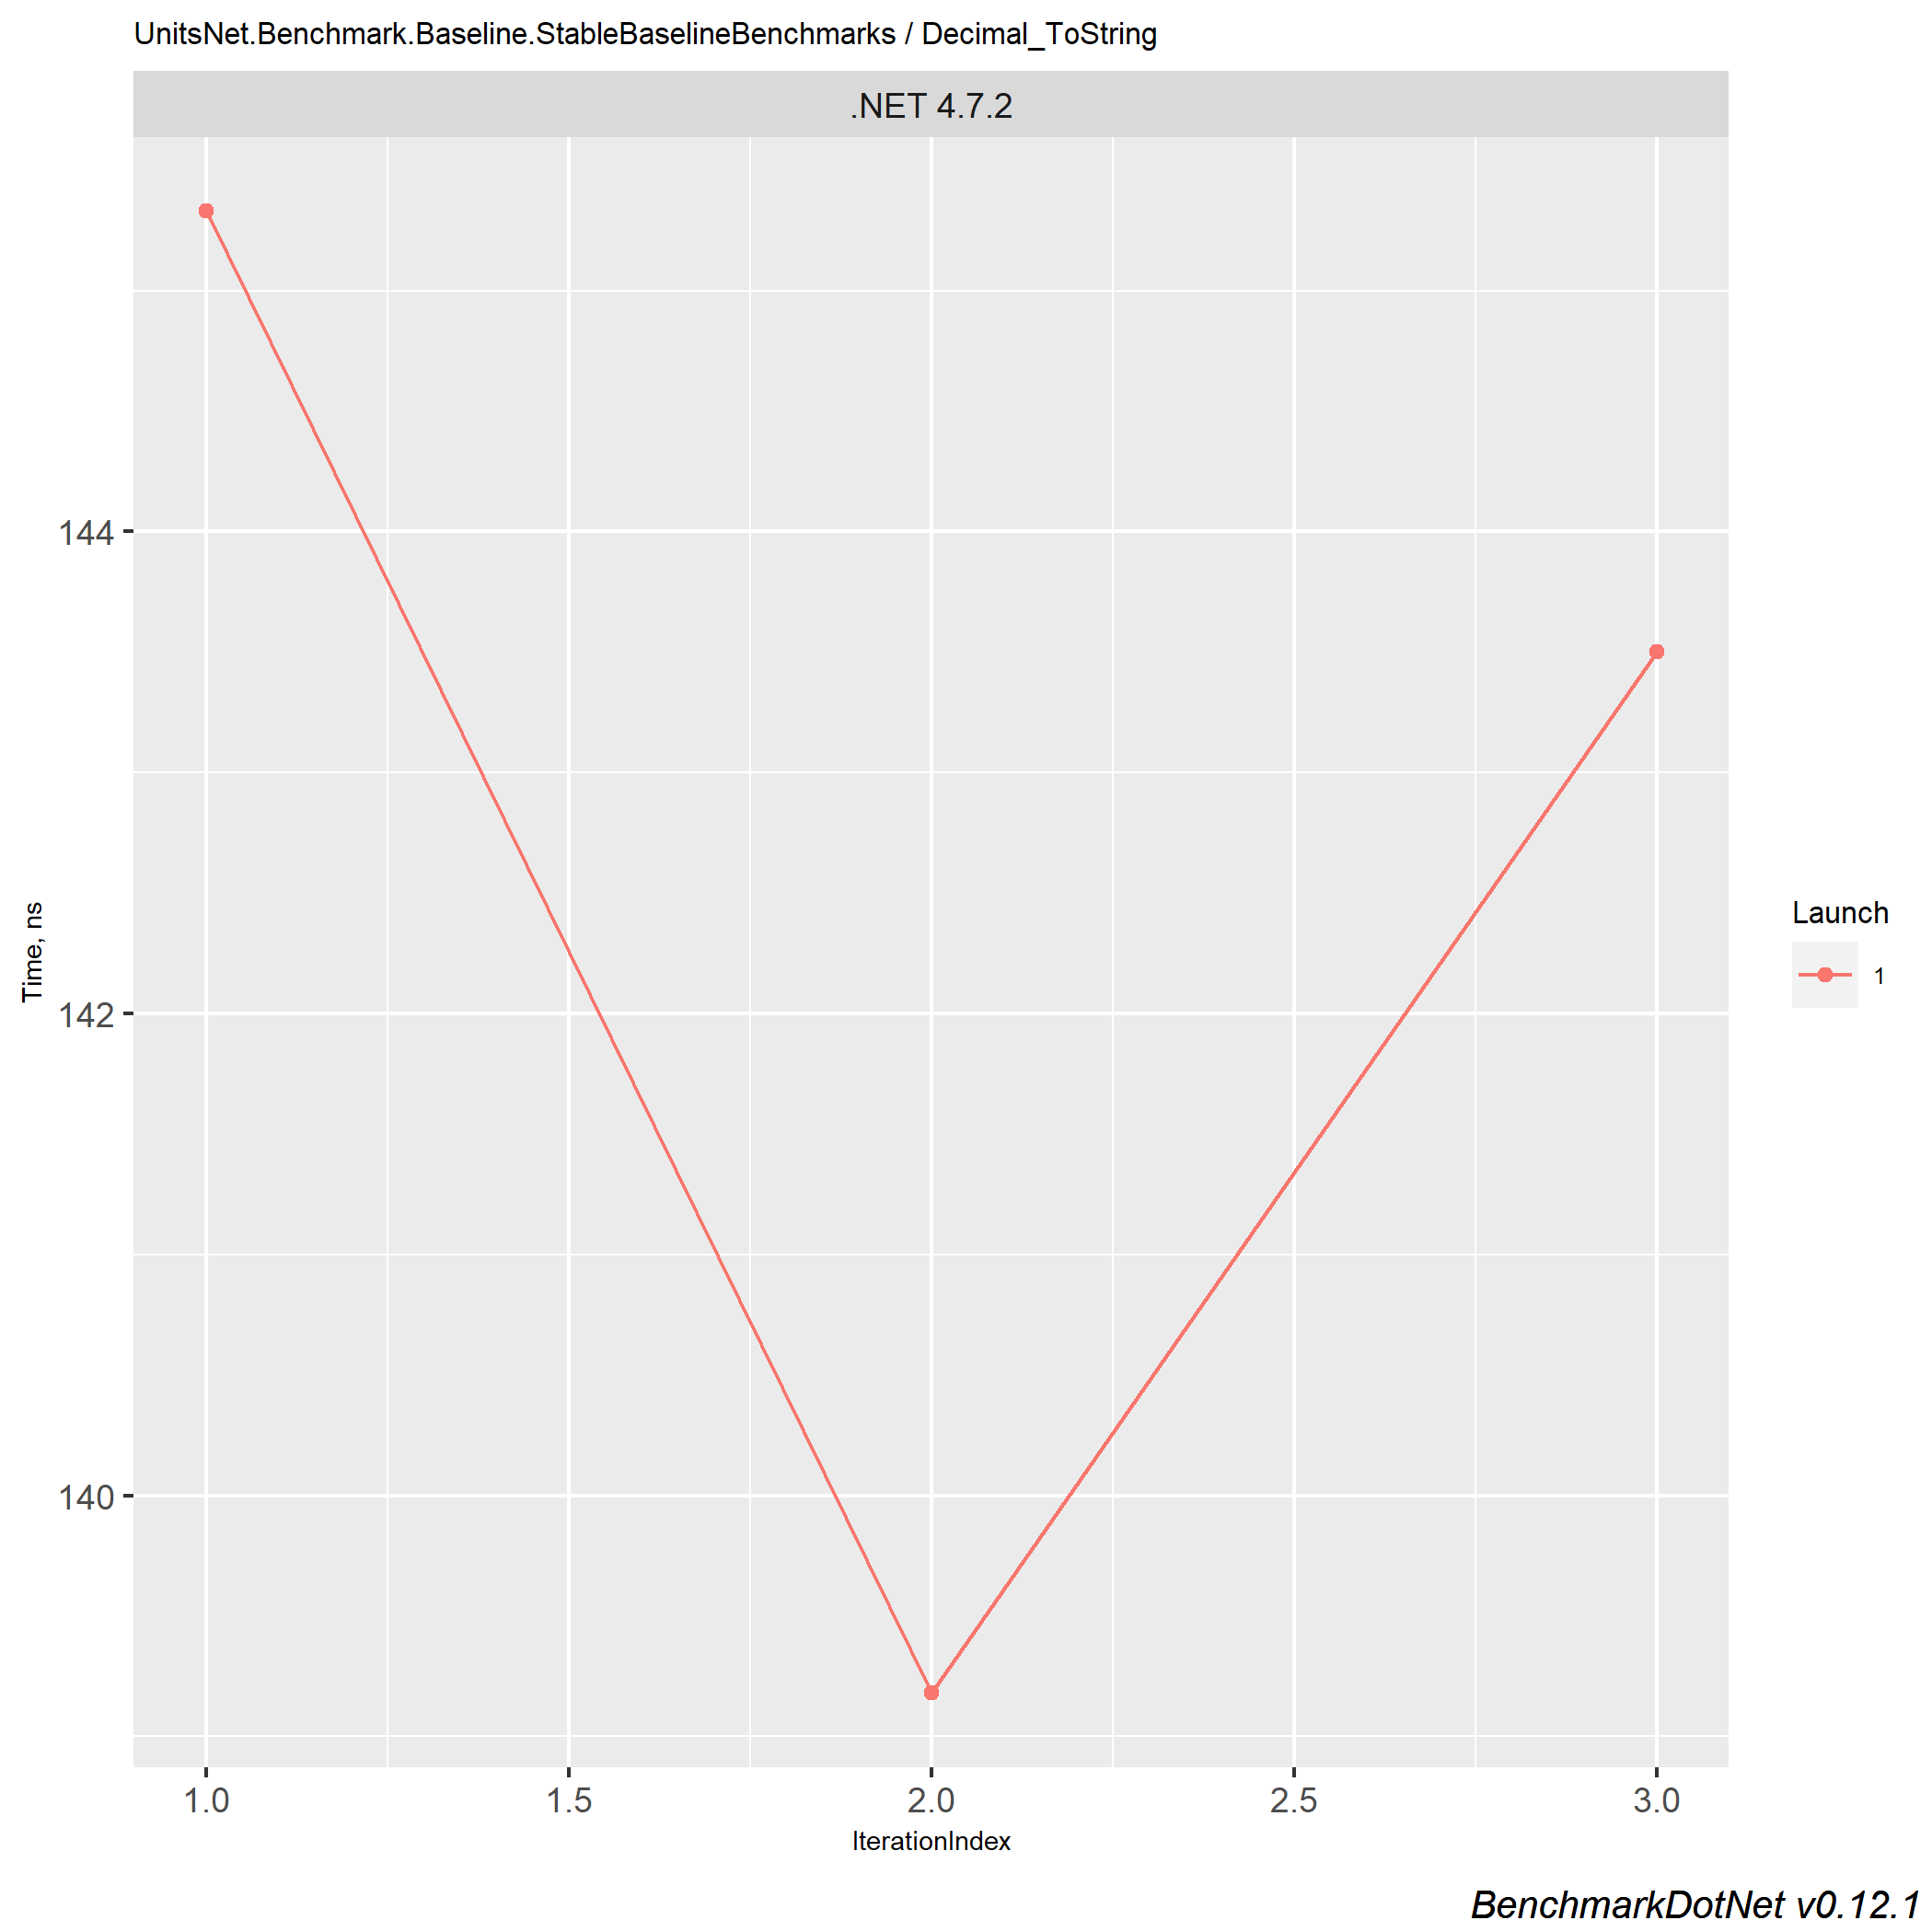 UnitsNet.Benchmark.Baseline.StableBaselineBenchmarks / Decimal_ToString
.NET 4.7.2
144
142
140
Time, ns
1.0 1.5 2.0 2.5 3.0
IterationIndex
Launch
1
BenchmarkDotNet v0.12.1